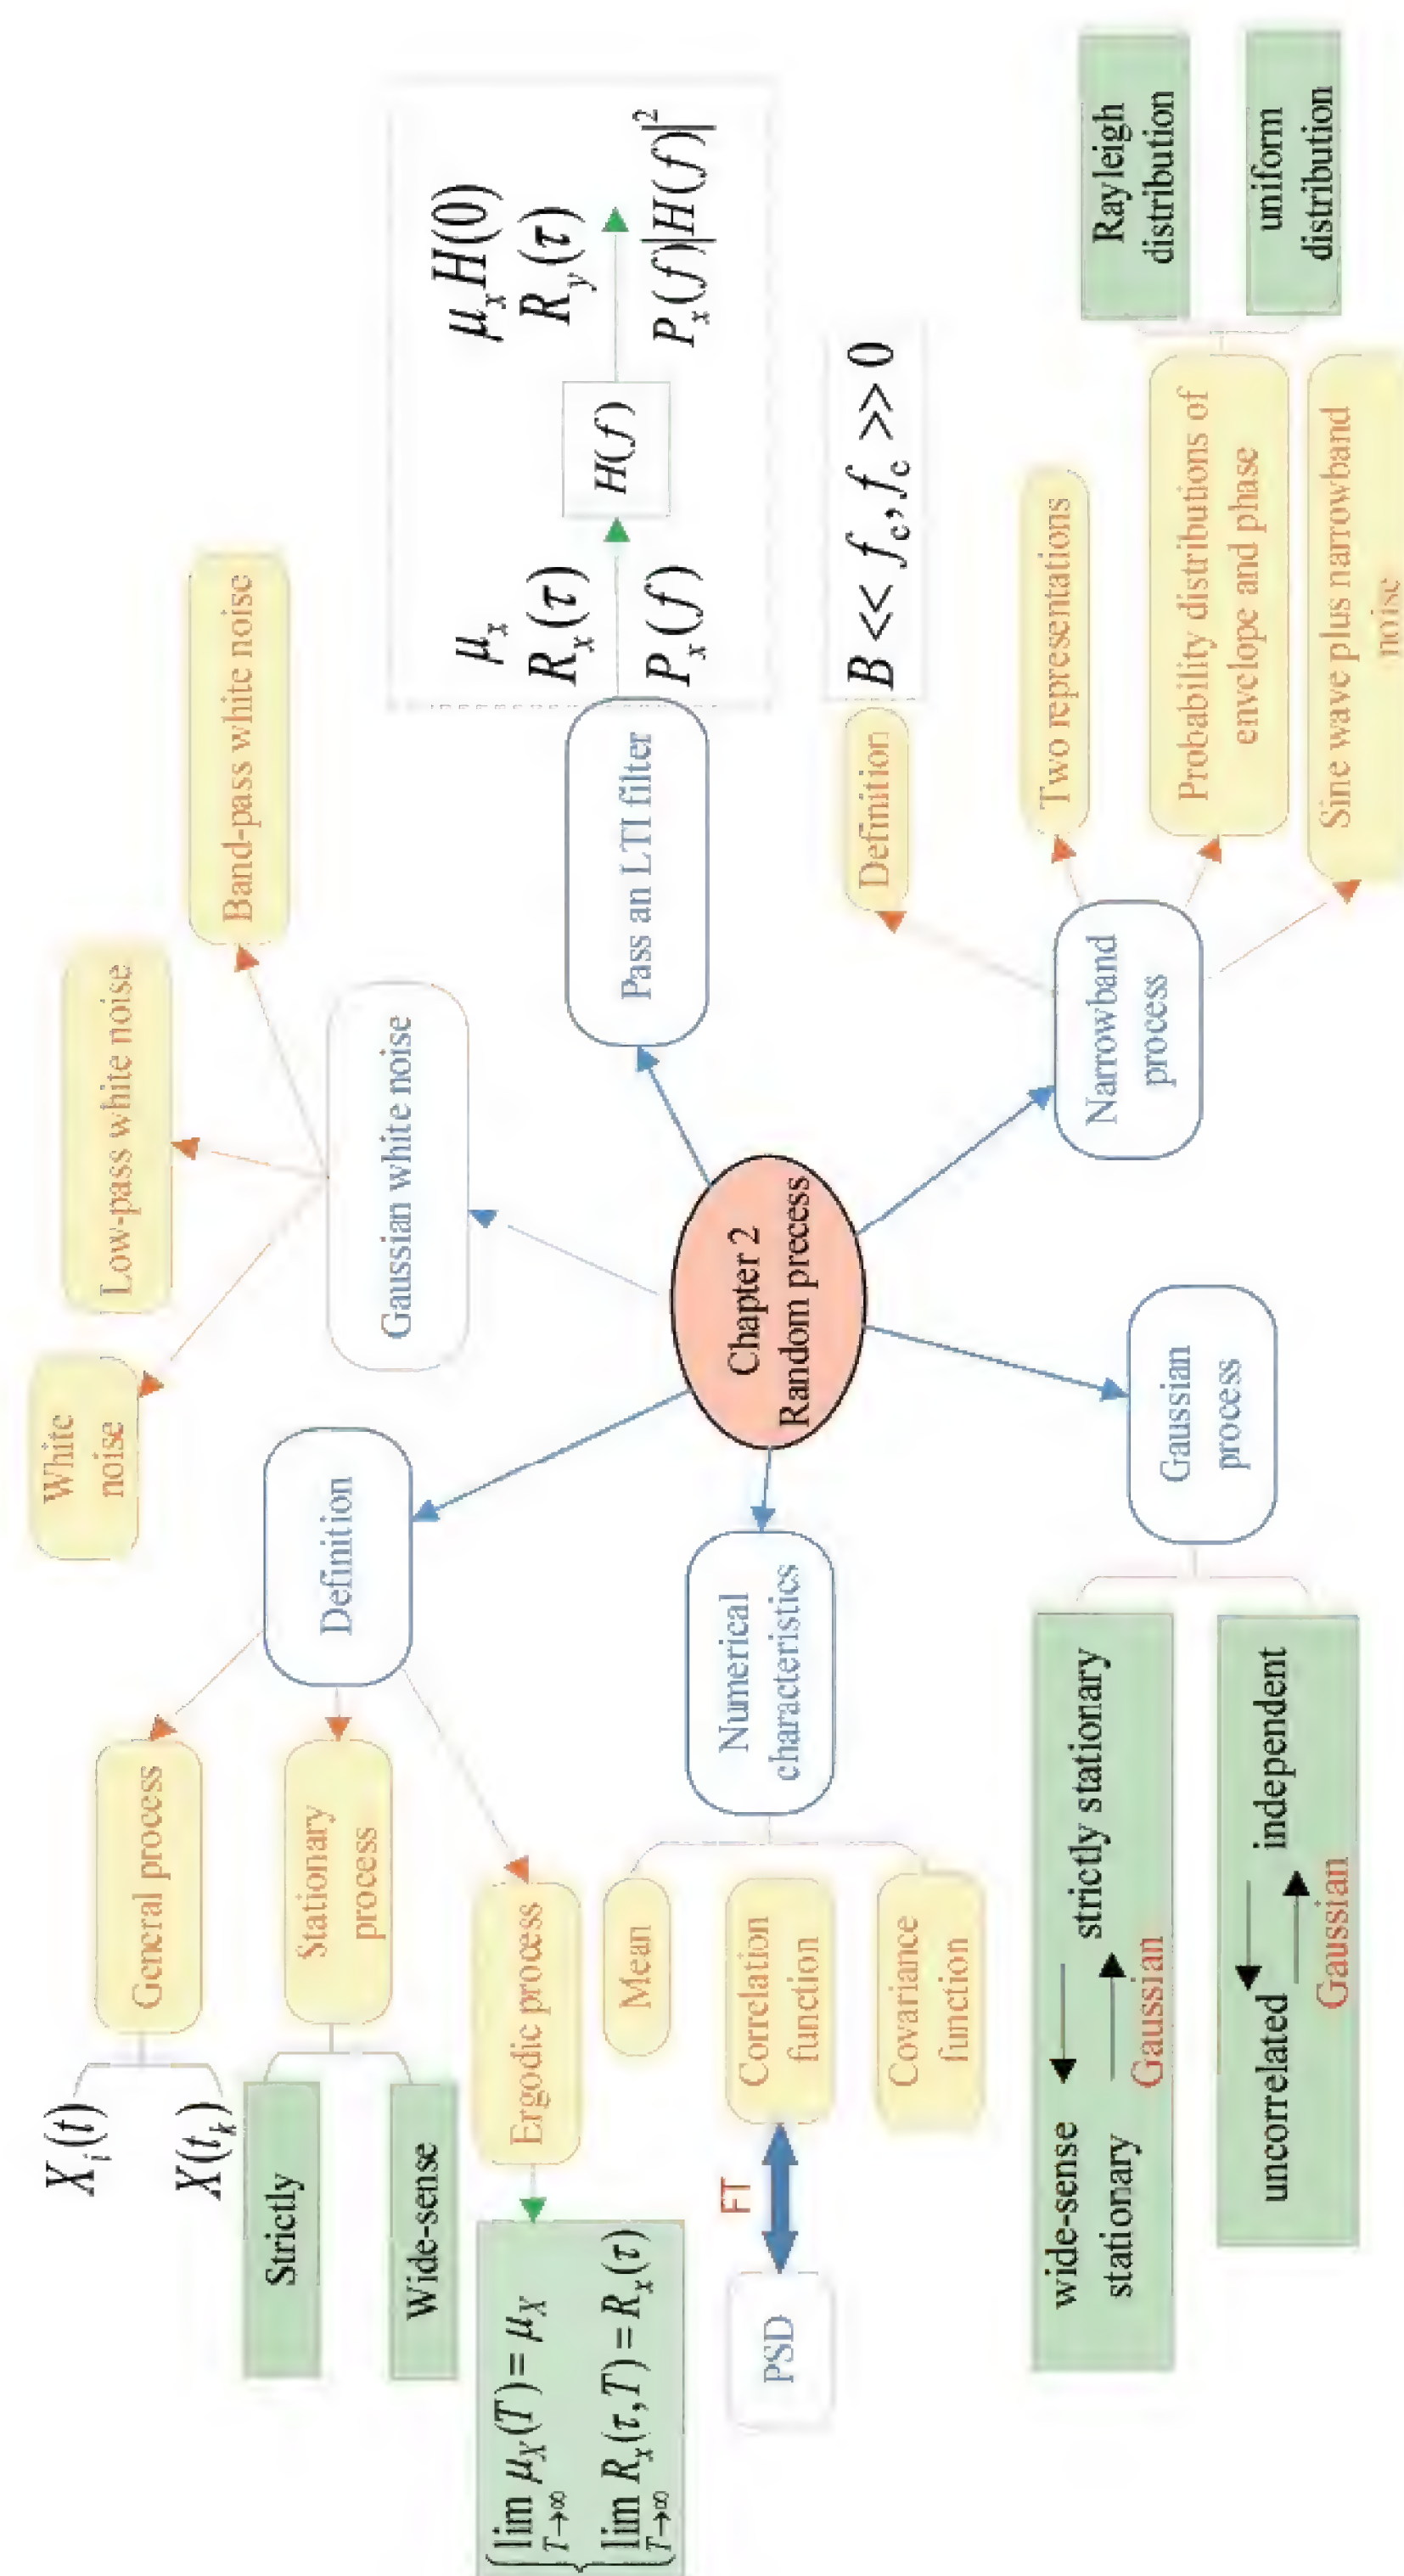 Chapter 2
Random precess
Definition
General process
X_i(t)
X(t_k)
Stationary
process
Strictly
Wide-sense
Ergodic process
lim_{T→∞} μ_X(T) = μ_X
lim_{T→∞} R_x(τ,T) = R_x(τ)
Gaussian white noise
White
noise
Low-pass white noise
Band-pass white noise
Pass an LTI filter
μ_x
R_x(τ)
P_x(f)
H(f)
μ_x H(0)
R_y(τ)
P_x(f)|H(f)|²
Narrowband
process
Definition
B << f_c, f_c >> 0
Two representations
Probability distributions of
envelope and phase
Rayleigh
distribution
uniform
distribution
Sine wave plus narrowband
noise
Numerical
characteristics
Mean
Correlation
function
FT
PSD
Covariance
function
Gaussian
process
wide-sense
stationary
strictly stationary
Gaussian
uncorrelated
independent
Gaussian